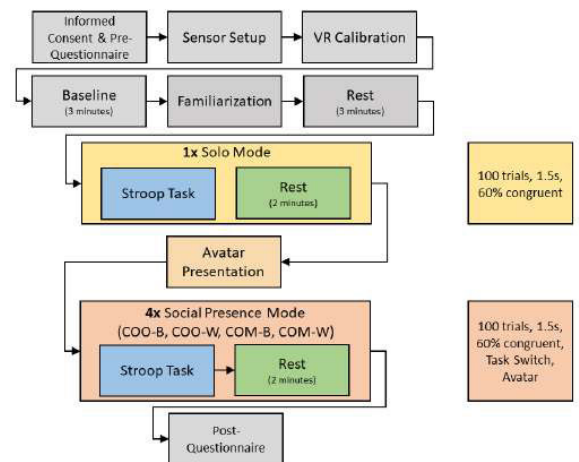 Informed
Consent & Pre-
Questionnaire
Sensor Setup
VR Calibration
Baseline
(3 minutes)
Familiarization
Rest
(3 minutes)
1x Solo Mode
Stroop Task
Rest
(2 minutes)
100 trials, 1.5s,
60% congruent
Avatar
Presentation
4x Social Presence Mode
(COO-B, COO-W, COM-B, COM-W)
Stroop Task
Rest
(2 minutes)
100 trials, 1.5s,
60% congruent,
Task Switch,
Avatar
Post-
Questionnaire